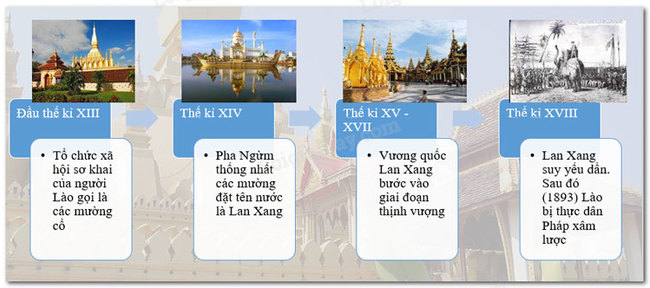 Đầu thế kỉ XIII
Thế kỉ XIV
Thế kỉ XV -
XVII
Thế kỉ XVIII
• Tổ chức xã
hội sơ khai
của người
Lào gọi là
các mường
cổ
• Pha Ngừm
thống nhất
các mường
đặt tên nước
là Lan Xang
• Vương quốc
Lan Xang
bước vào
giai đoạn
thịnh vượng
• Lan Xang
suy yếu dần.
Sau đó
(1893) Lào
bị thực dân
Pháp xâm
lược